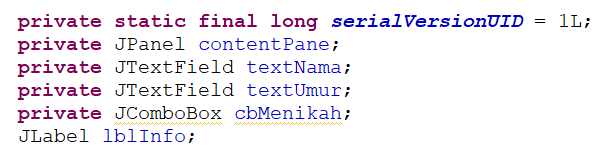 private static final long serialVersionUID = 1L;
private JPanel contentPane;
private JTextField textNama;
private JTextField textUmur;
private JComboBox cbMenikah;
JLabel lblInfo;